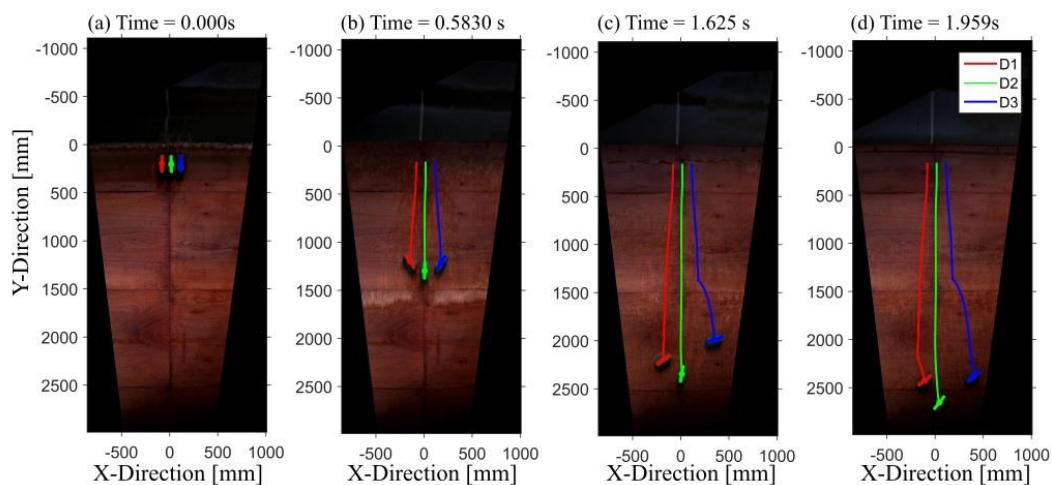 (a) Time = 0.000s
(b) Time = 0.5830 s
(c) Time = 1.625 s
(d) Time = 1.959s
-1000
-500
0
500
1000
1500
2000
2500
-1000
-500
0
500
1000
1500
2000
2500
-1000
-500
0
500
1000
1500
2000
2500
-1000
-500
0
500
1000
1500
2000
2500
D1
D2
D3
Y-Direction [mm]
-500 0 500 1000
-500 0 500 1000
-500 0 500 1000
-500 0 500 1000
X-Direction [mm]
X-Direction [mm]
X-Direction [mm]
X-Direction [mm]